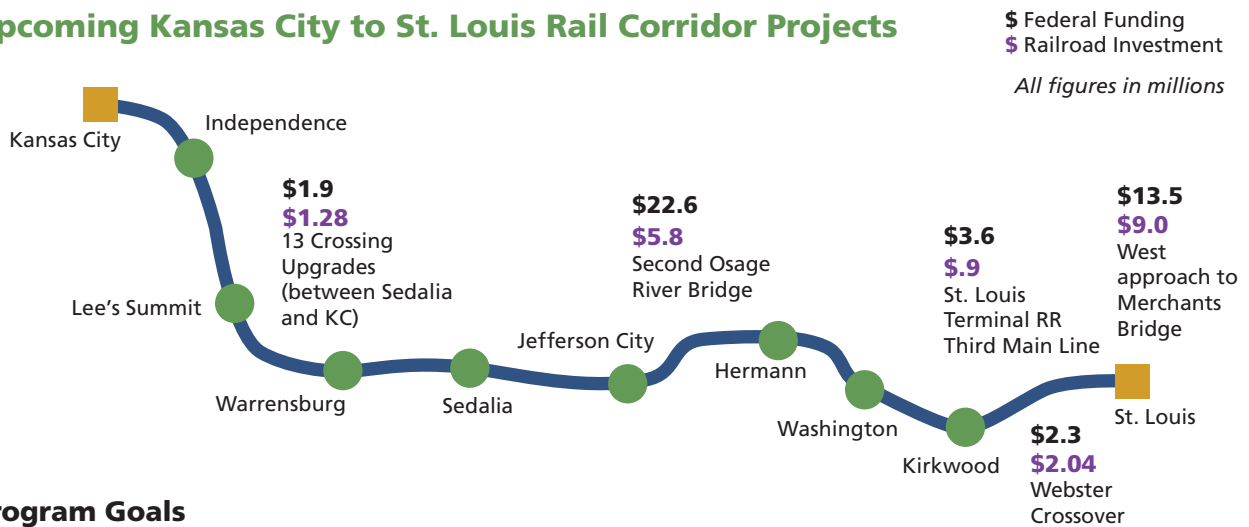 pcoming Kansas City to St. Louis Rail Corridor Projects
$ Federal Funding
$ Railroad Investment
All figures in millions
Kansas City
Independence
$1.9
$1.28
13 Crossing
Upgrades
(between Sedalia
and KC)
Lee's Summit
Warrensburg
Sedalia
Jefferson City
$22.6
$5.8
Second Osage
River Bridge
Hermann
Washington
Kirkwood
$3.6
$.9
St. Louis
Terminal RR
Third Main Line
$13.5
$9.0
West
approach to
Merchants
Bridge
St. Louis
$2.3
$2.04
Webster
Crossover
rogram Goals